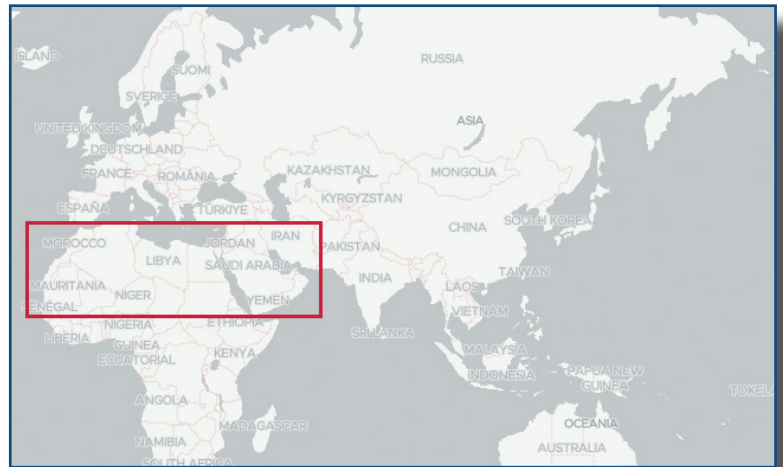 ISLAND
SUOMI
RUSSIA
SVERIGE
ASIA
UNITED KINGDOM
DEUTSCHLAND
FRANCE
ROMÂNIA
KAZAKHSTAN
MONGOLIA
KYRGYZSTAN
ESPAÑA
TÜRKIYE
CHINA
SOUTH KOREA
MOROCCO
JORDAN
IRAN
PAKISTAN
LIBYA
SAUDI ARABIA
TAIWAN
MAURITANIA
NIGER
INDIA
LAOS
SÉNÉGAL
YEMEN
VIETNAM
NIGERIA
ETHIOPIA
LIBERIA
SRI LANKA
GUINEA
ECUATORIAL
KENYA
MALAYSIA
INDONESIA
PAPUA NEW
GUINEA
TOKEL
ANGOLA
MADAGASCAR
OCEANIA
NAMIBIA
AUSTRALIA
SOUTH AFRICA